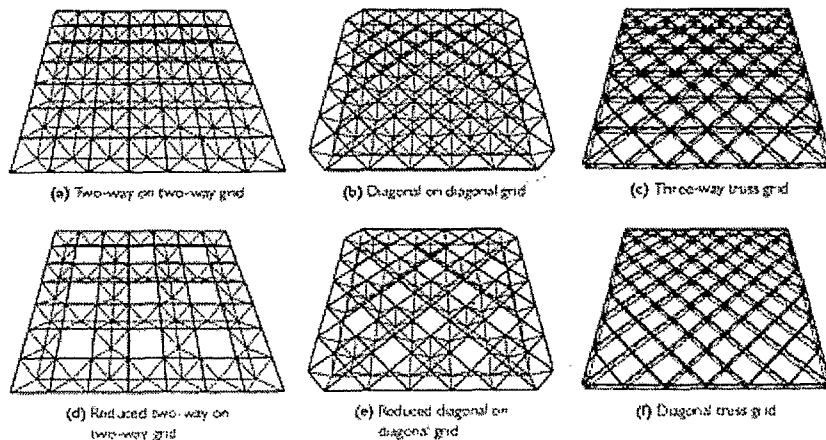 (a) Two-way on two-way grid
(b) Diagonal on diagonal grid
(c) Three-way truss grid
(d) Reduced two-way on
two-way grid
(e) Reduced diagonal on
diagonal grid
(f) Diagonal truss grid